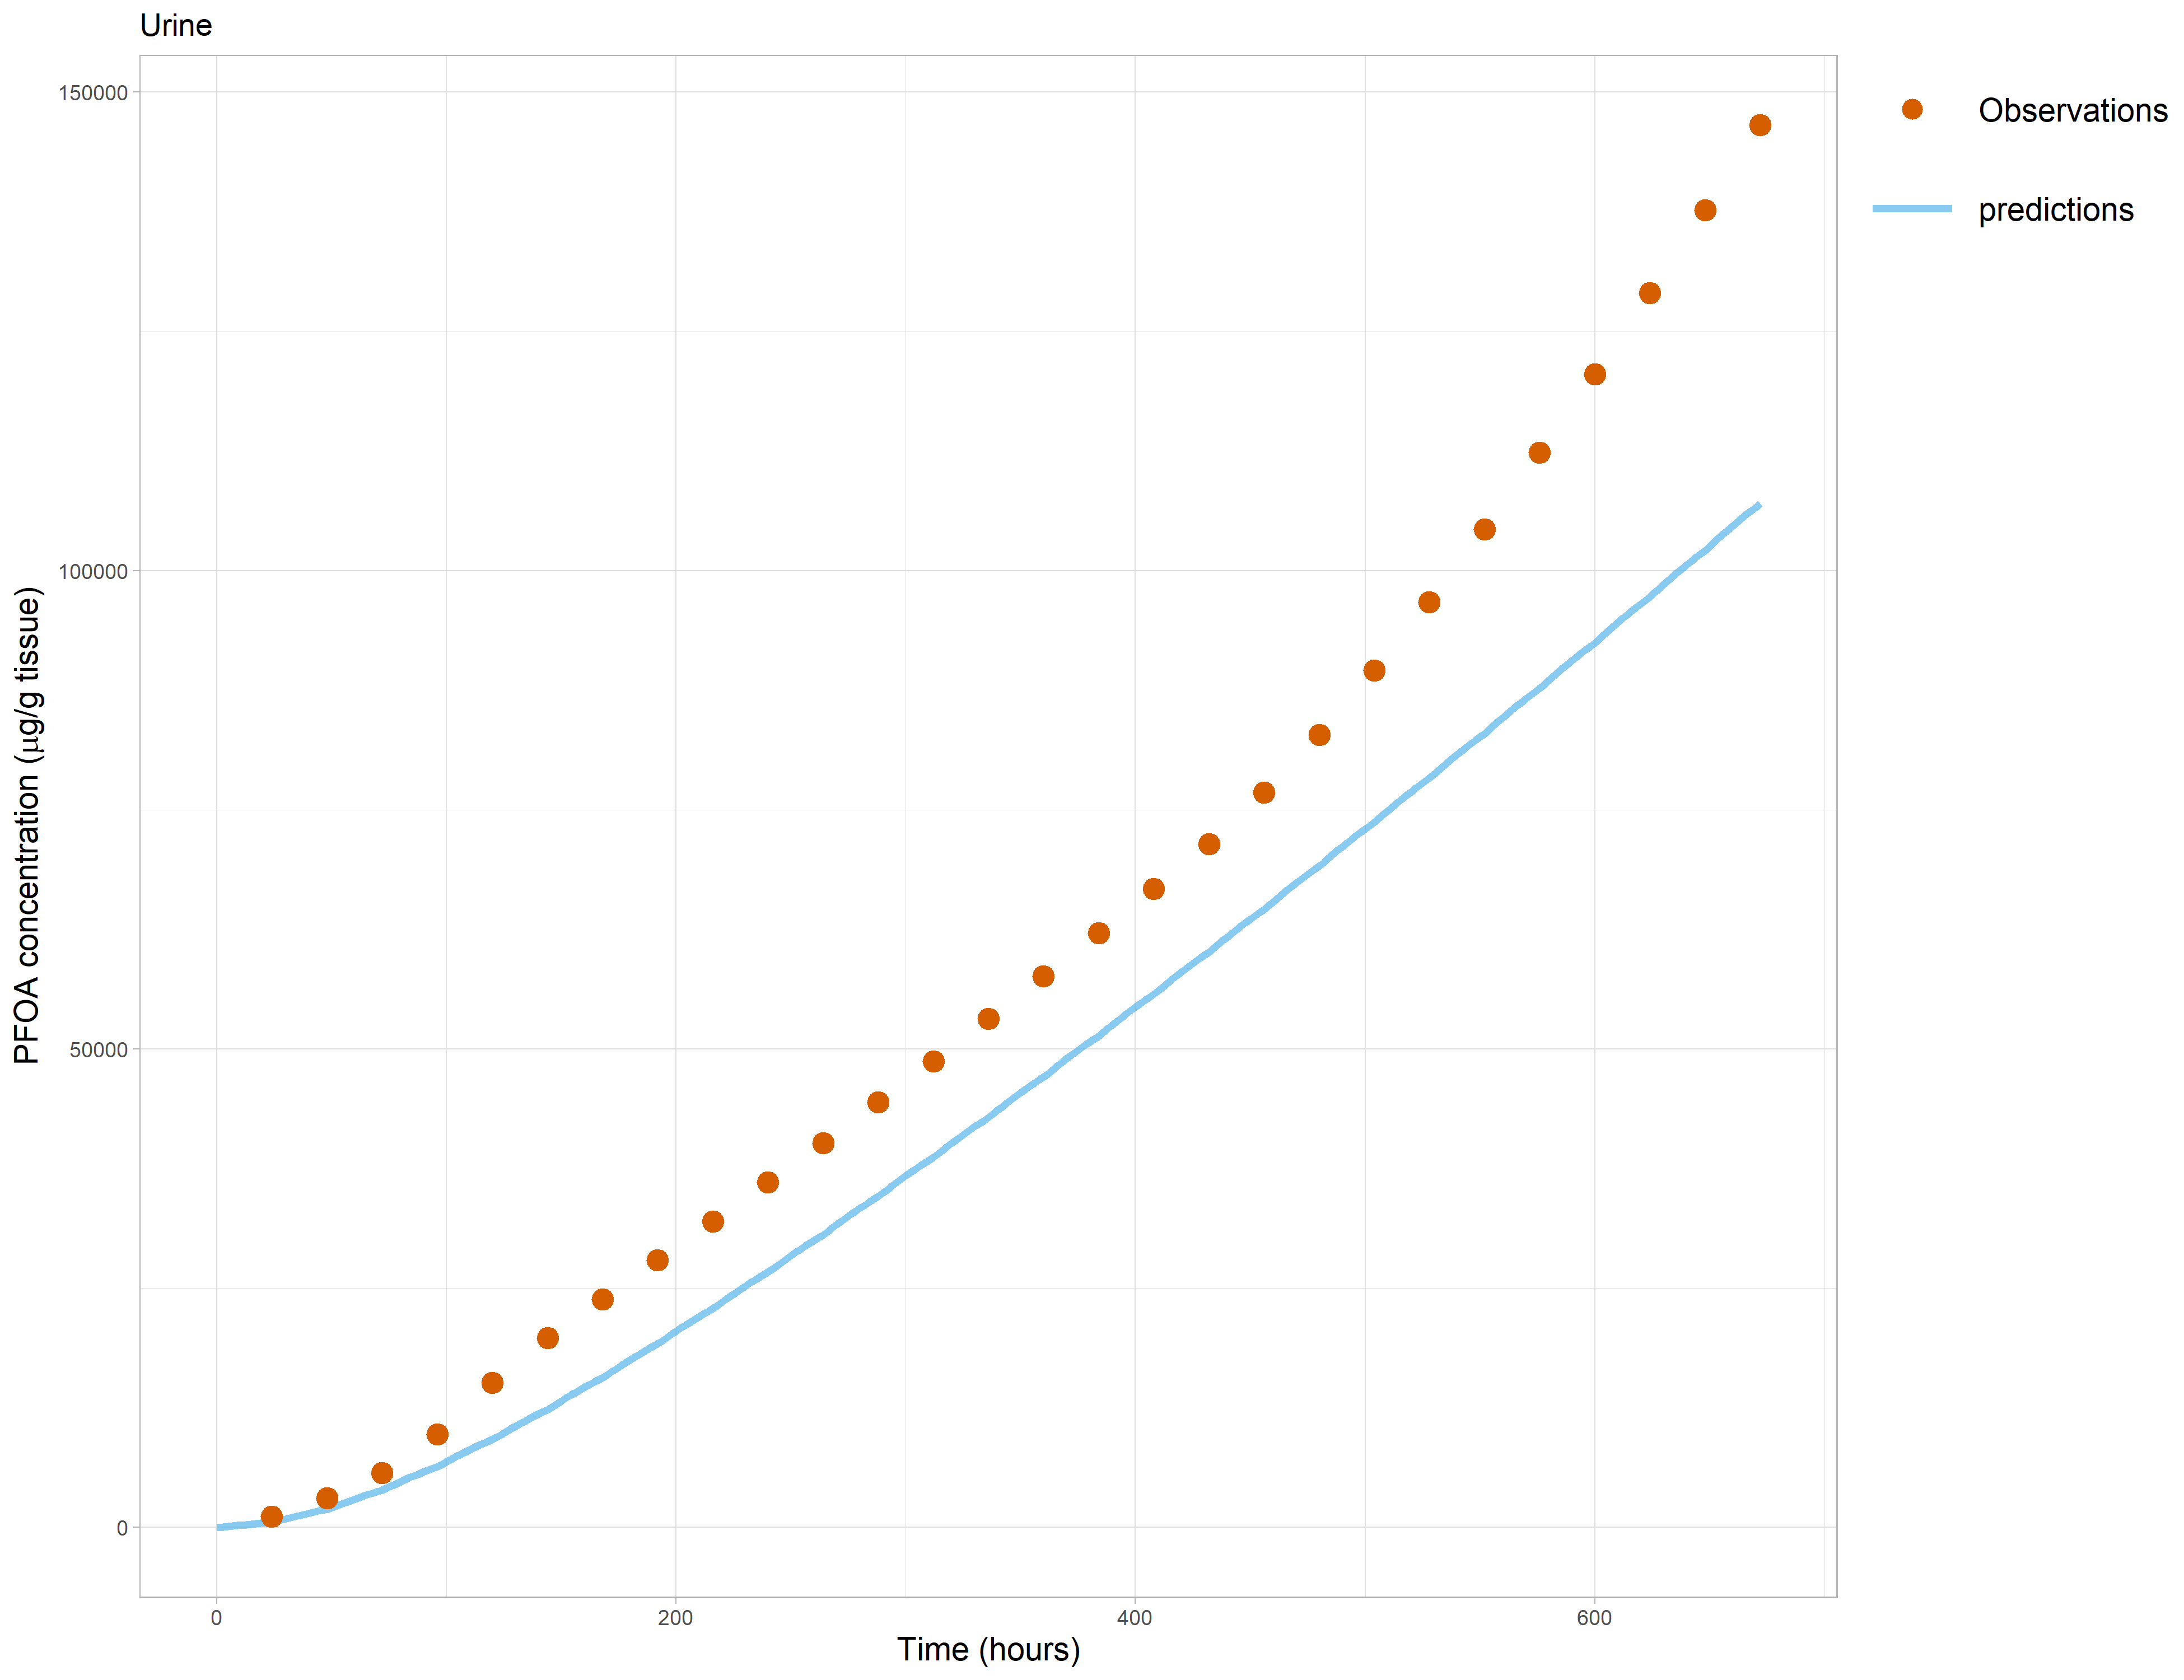 Urine
150000
100000
50000
0
PFOA concentration (μg/g tissue)
0
200
400
600
Time (hours)
Observations
predictions